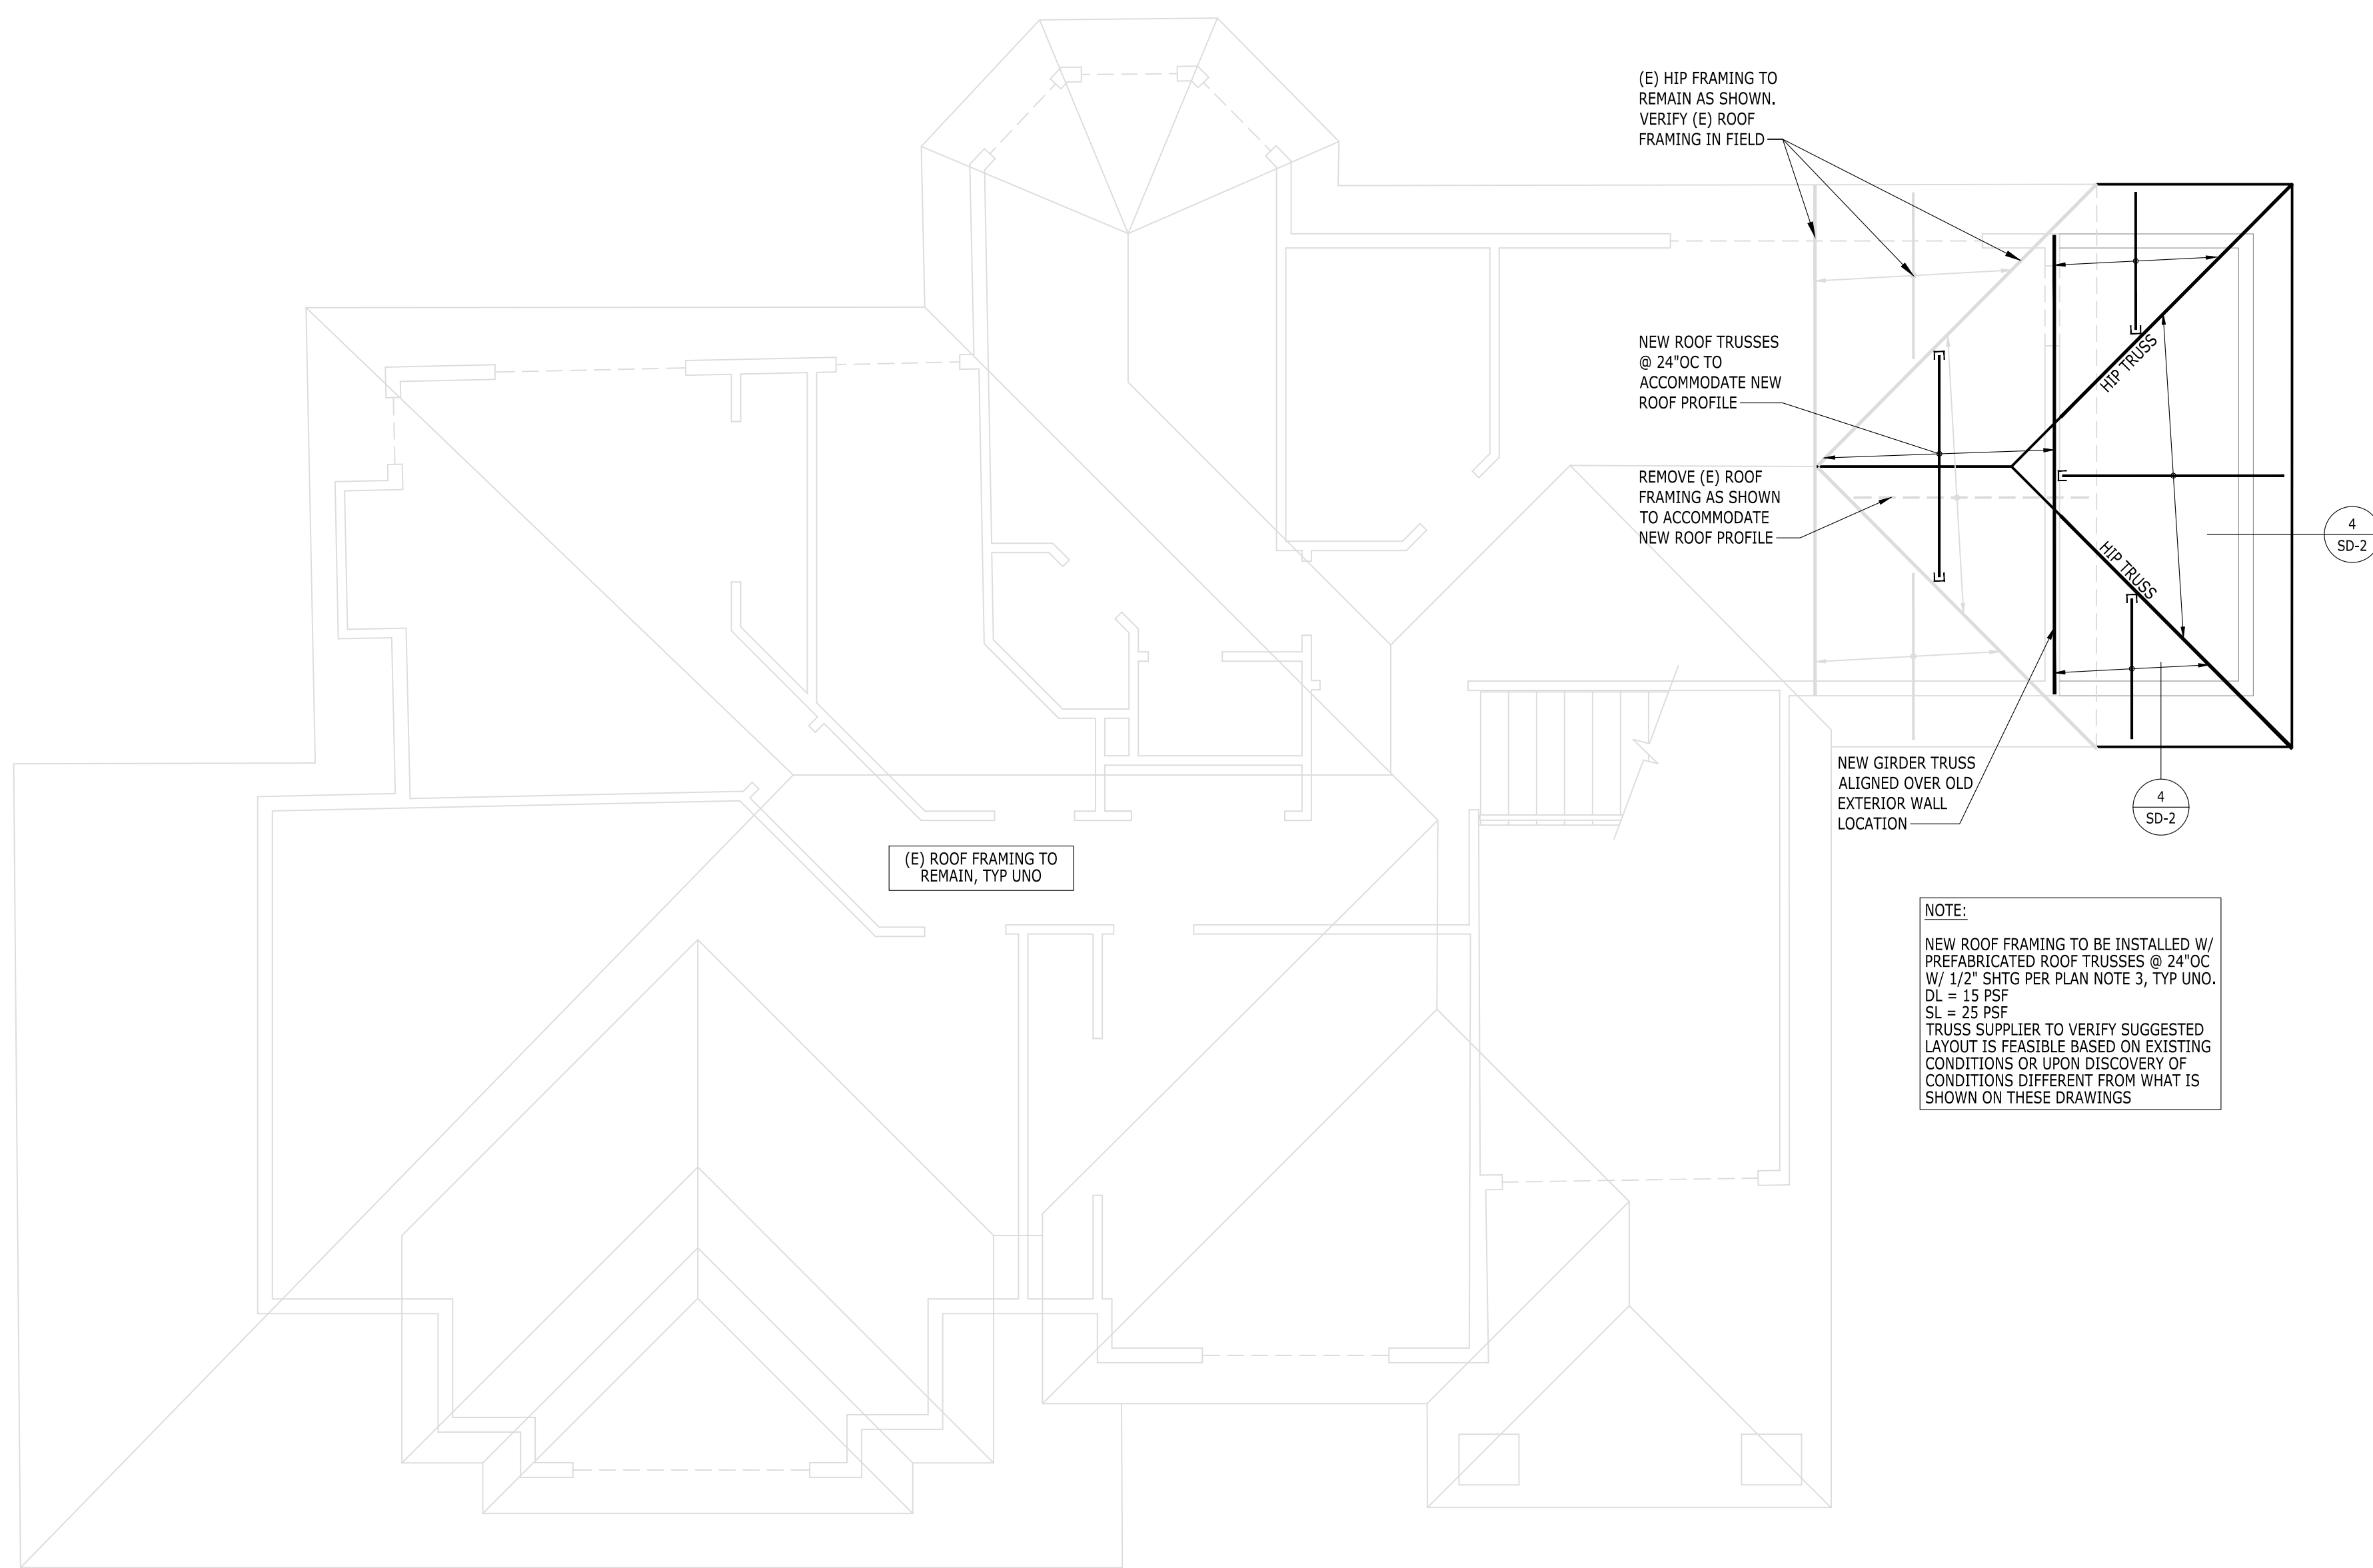 (E) HIP FRAMING TO
REMAIN AS SHOWN.
VERIFY (E) ROOF
FRAMING IN FIELD
NEW ROOF TRUSSES
@ 24"OC TO
ACCOMMODATE NEW
ROOF PROFILE
HIP TRUSS
REMOVE (E) ROOF
FRAMING AS SHOWN
TO ACCOMMODATE
NEW ROOF PROFILE
HIP TRUSS
4
SD-2
NEW GIRDER TRUSS
ALIGNED OVER OLD
EXTERIOR WALL
LOCATION
4
SD-2
(E) ROOF FRAMING TO
REMAIN, TYP UNO
NOTE:
NEW ROOF FRAMING TO BE INSTALLED W/
PREFABRICATED ROOF TRUSSES @ 24"OC
W/ 1/2" SHTG PER PLAN NOTE 3, TYP UNO.
DL = 15 PSF
SL = 25 PSF
TRUSS SUPPLIER TO VERIFY SUGGESTED
LAYOUT IS FEASIBLE BASED ON EXISTING
CONDITIONS OR UPON DISCOVERY OF
CONDITIONS DIFFERENT FROM WHAT IS
SHOWN ON THESE DRAWINGS